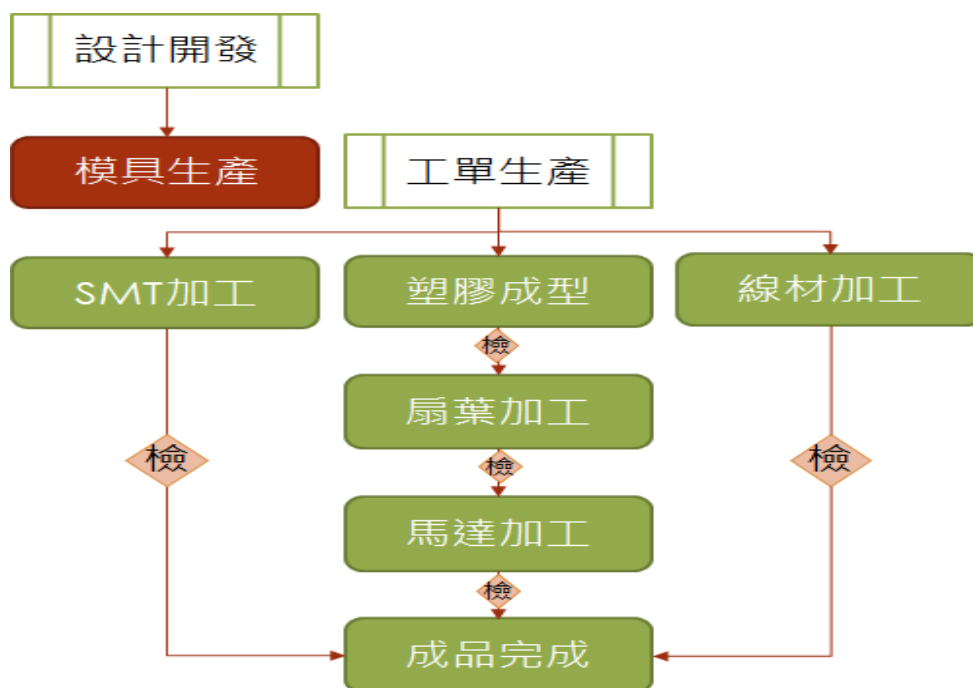 設計開發
模具生產
工單生產
SMT加工
塑膠成型
線材加工
檢
扇葉加工
檢
檢
檢
馬達加工
檢
成品完成